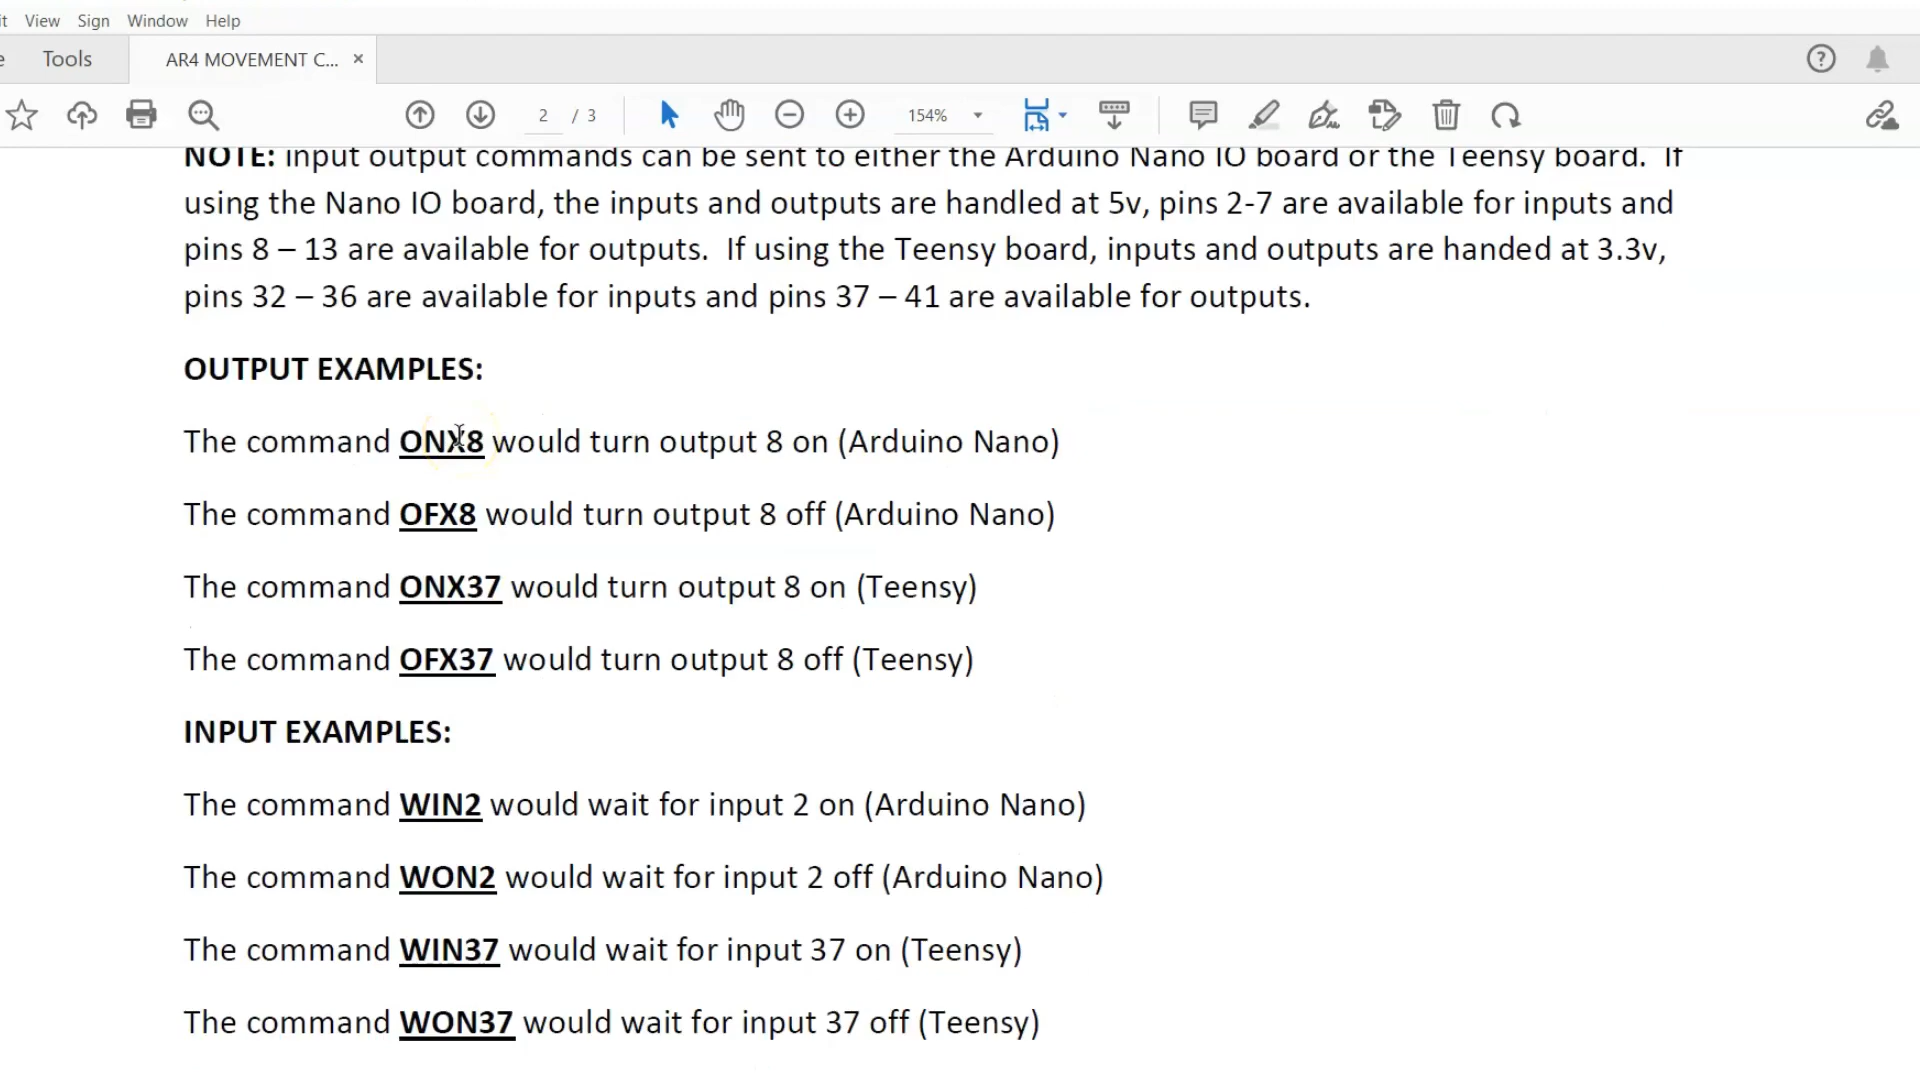 it View Sign Window Help
e Tools AR4 MOVEMENT C... ×
2 / 3 154%
NOTE: input output commands can be sent to either the Arduino Nano IO board or the Teensy board. If
using the Nano IO board, the inputs and outputs are handled at 5v, pins 2-7 are available for inputs and
pins 8 – 13 are available for outputs. If using the Teensy board, inputs and outputs are handed at 3.3v,
pins 32 – 36 are available for inputs and pins 37 – 41 are available for outputs.
OUTPUT EXAMPLES:
The command ONX8 would turn output 8 on (Arduino Nano)
The command OFX8 would turn output 8 off (Arduino Nano)
The command ONX37 would turn output 8 on (Teensy)
The command OFX37 would turn output 8 off (Teensy)
INPUT EXAMPLES:
The command WIN2 would wait for input 2 on (Arduino Nano)
The command WON2 would wait for input 2 off (Arduino Nano)
The command WIN37 would wait for input 37 on (Teensy)
The command WON37 would wait for input 37 off (Teensy)